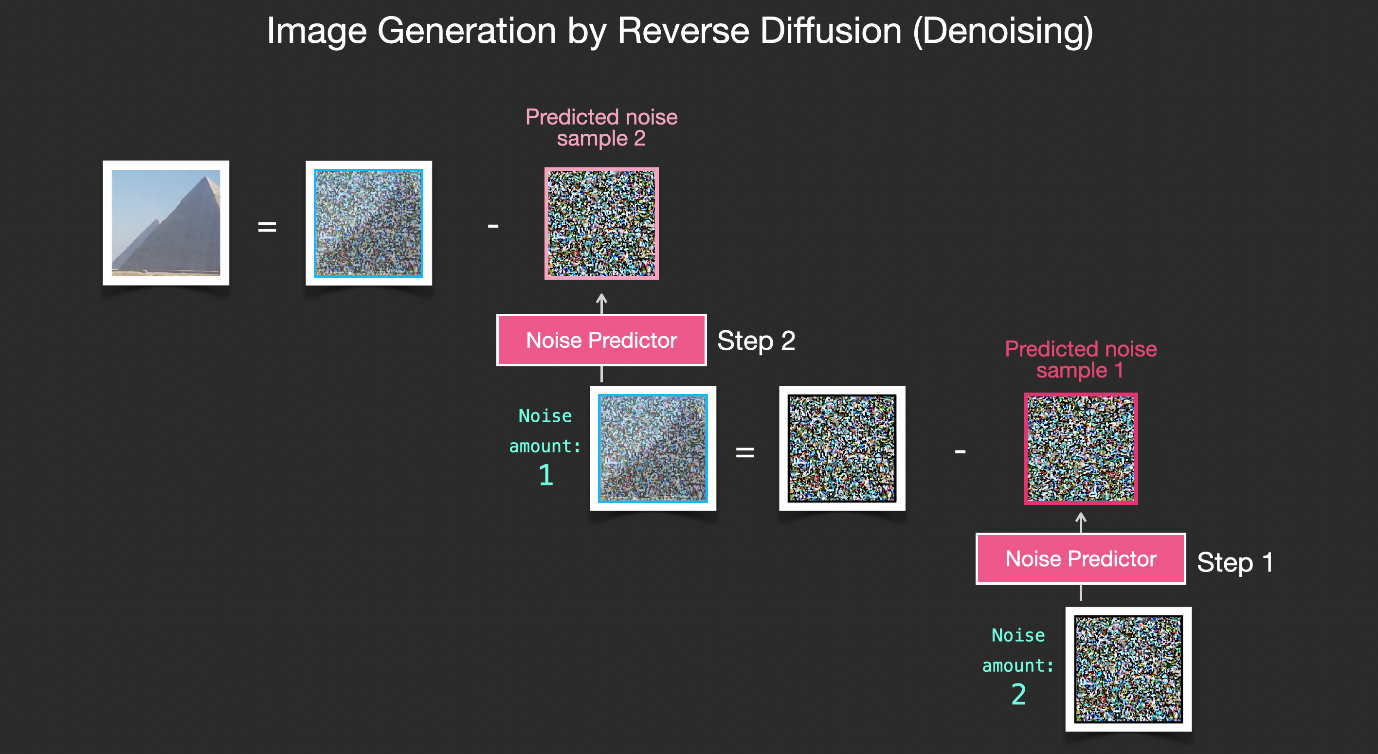 Image Generation by Reverse Diffusion (Denoising)
Predicted noise
sample 2
=
-
Noise Predictor
Step 2
Predicted noise
sample 1
Noise
amount:
1
=
-
Noise Predictor
Step 1
Noise
amount:
2